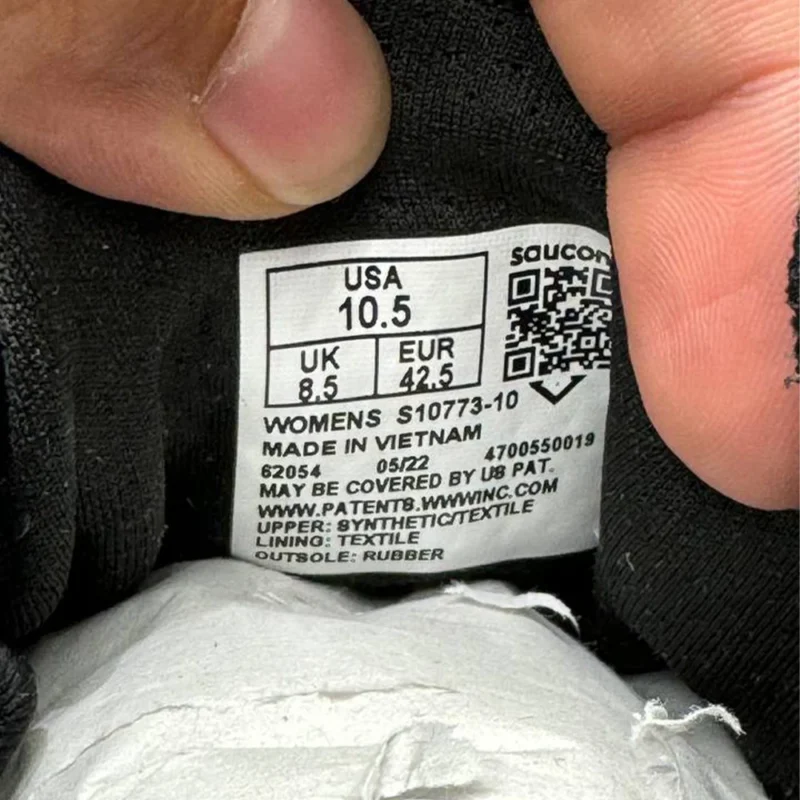 USA
10.5
UK
8.5
EUR
42.5
saucon
WOMENS S10773-10
MADE IN VIETNAM
62054 05/22 4700550019
MAY BE COVERED BY US PAT.
WWW.PATENTS.WWWINC.COM
UPPER: SYNTHETIC/TEXTILE
LINING: TEXTILE
OUTSOLE: RUBBER